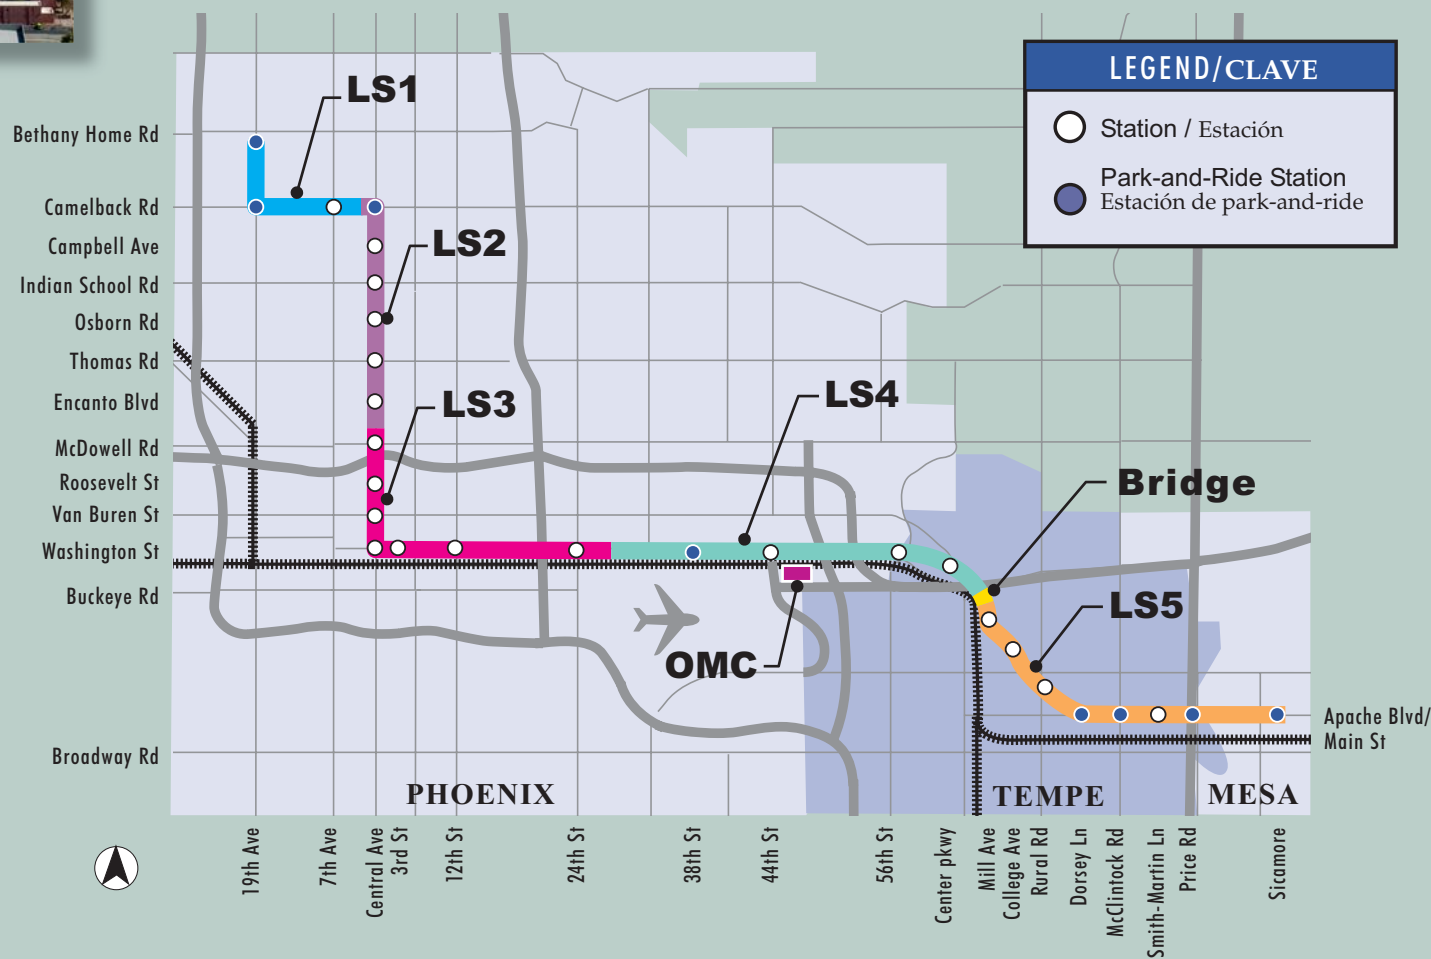 LEGEND/CLAVE
Station / Estación
Park-and-Ride Station
Estación de park-and-ride
LS1
LS2
LS3
LS4
Bridge
LS5
OMC
Bethany Home Rd
Camelback Rd
Campbell Ave
Indian School Rd
Osborn Rd
Thomas Rd
Encanto Blvd
McDowell Rd
Roosevelt St
Van Buren St
Washington St
Buckeye Rd
Broadway Rd
Apache Blvd/
Main St
PHOENIX
TEMPE
MESA
19th Ave
7th Ave
Central Ave
3rd St
12th St
24th St
38th St
44th St
56th St
Center pkwy
Mill Ave
College Ave
Rural Rd
Dorsey Ln
McClintock Rd
Smith-Martin Ln
Price Rd
Sicamore